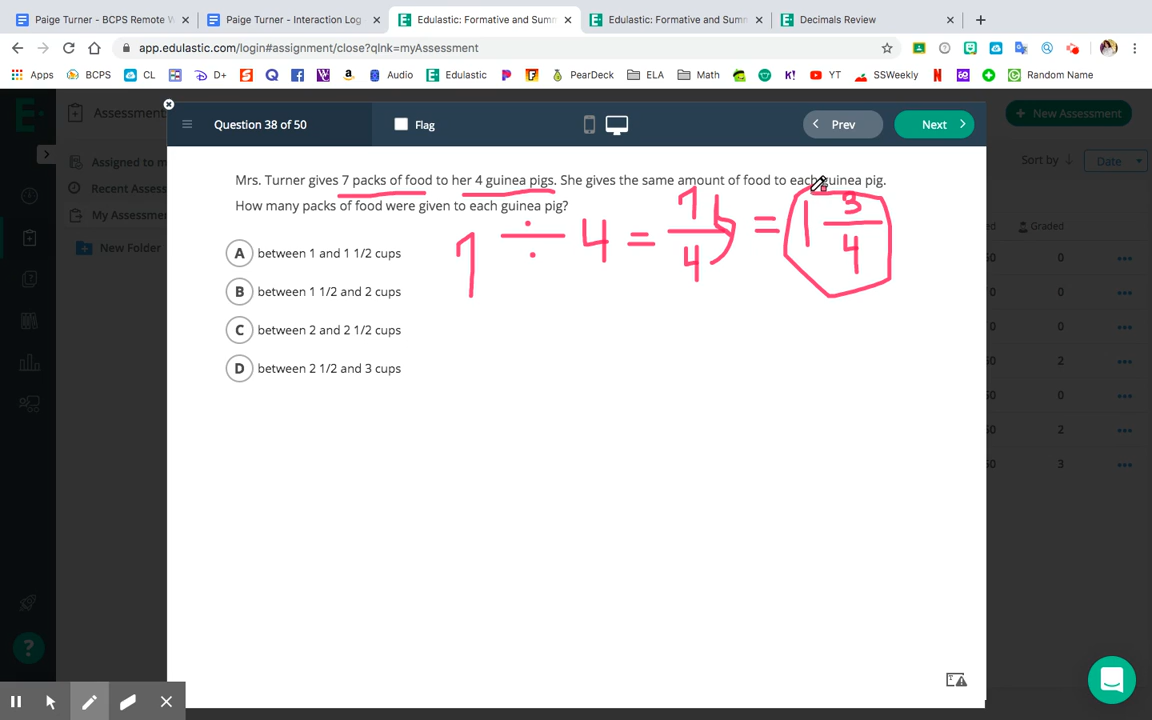 Paige Turner - BCPS Remote W
Paige Turner - Interaction Log
Edulastic: Formative and Summ
Edulastic: Formative and Summ
Decimals Review
app.edulastic.com/login#assignment/close?qlnk=myAssessment
Apps BCPS CL D+ Audio Edulastic PearDeck ELA Math K! YT SSWeekly Random Name
Assessme
New Assessment
Question 38 of 50
Flag
Prev
Next
Assigned to m
Recent Assess
My Assessmen
New Folder
Sort by
Date
Graded
Mrs. Turner gives 7 packs of food to her 4 guinea pigs. She gives the same amount of food to each guinea pig.
How many packs of food were given to each guinea pig?
7 ÷ 4 = 7/4 = 1 3/4
A between 1 and 1 1/2 cups
B between 1 1/2 and 2 cups
C between 2 and 2 1/2 cups
D between 2 1/2 and 3 cups
0
0
0
2
0
2
3